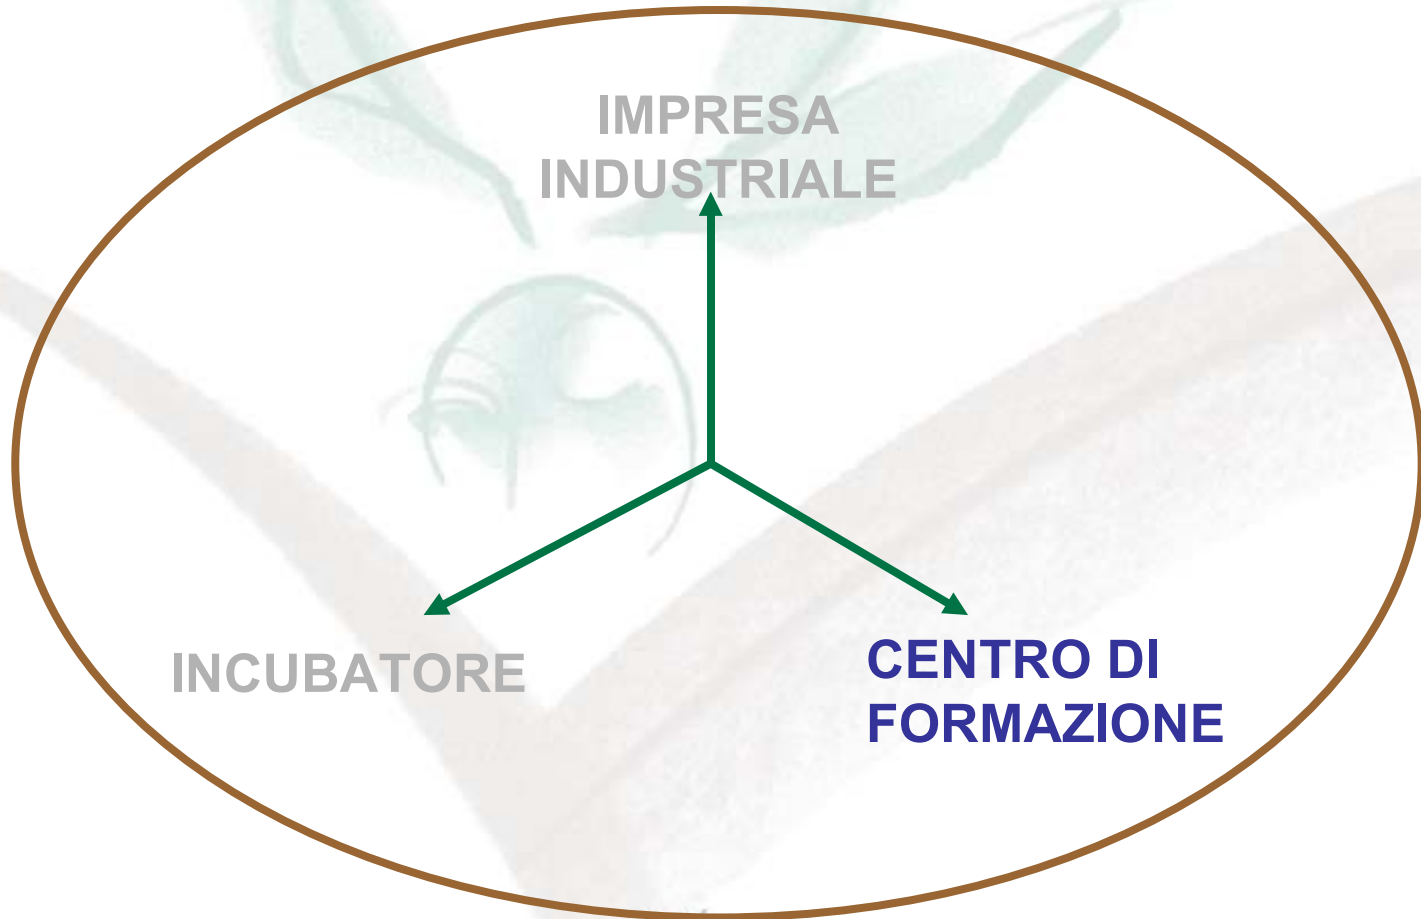 IMPRESA
INDUSTRIALE
INCUBATORE
CENTRO DI
FORMAZIONE